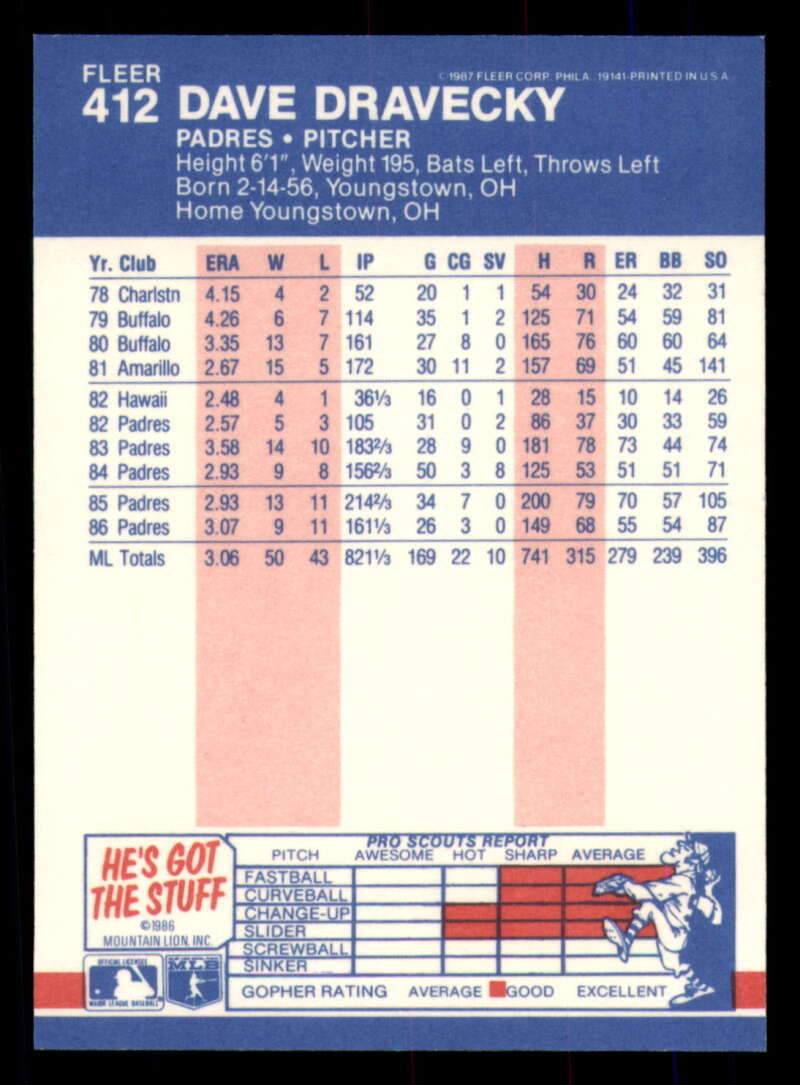 FLEER
© 1987 FLEER CORP. PHILA. 19141-PRINTED IN U.S.A.
412 DAVE DRAVECKY
PADRES • PITCHER
Height 6'1", Weight 195, Bats Left, Throws Left
Born 2-14-56, Youngstown, OH
Home Youngstown, OH
Yr. Club ERA W L IP G CG SV H R ER BB SO
78 Charlstn 4.15 4 2 52 20 1 1 54 30 24 32 31
79 Buffalo 4.26 6 7 114 35 1 2 125 71 54 59 81
80 Buffalo 3.35 13 7 161 27 8 0 165 76 60 60 64
81 Amarillo 2.67 15 5 172 30 11 2 157 69 51 45 141
82 Hawaii 2.48 4 1 36⅓ 16 0 1 28 15 10 14 26
82 Padres 2.57 5 3 105 31 0 2 86 37 30 33 59
83 Padres 3.58 14 10 183⅔ 28 9 0 181 78 73 44 74
84 Padres 2.93 9 8 156⅔ 50 3 8 125 53 51 51 71
85 Padres 2.93 13 11 214⅔ 34 7 0 200 79 70 57 105
86 Padres 3.07 9 11 161⅓ 26 3 0 149 68 55 54 87
ML Totals 3.06 50 43 821⅓ 169 22 10 741 315 279 239 396
HE'S GOT
THE STUFF
©1986
MOUNTAIN LION, INC.
OFFICIAL LICENSEE
MAJOR LEAGUE BASEBALL
MLB
PRO SCOUTS REPORT
PITCH AWESOME HOT SHARP AVERAGE
FASTBALL
CURVEBALL
CHANGE-UP
SLIDER
SCREWBALL
SINKER
GOPHER RATING AVERAGE GOOD EXCELLENT